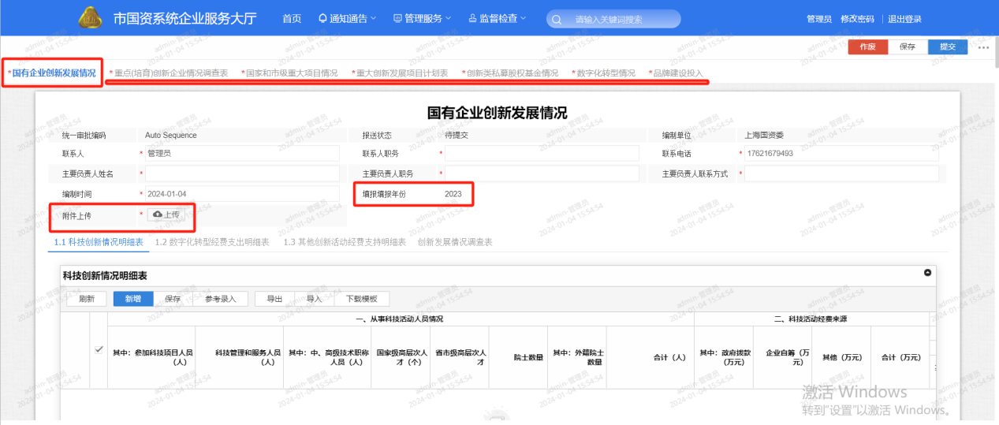 市国资系统企业服务大厅 首页 通知通告 管理服务 监督检查 请输入关键词搜索 管理员 修改密码 退出登录
作废 保存 提交 •••
*国有企业创新发展情况 *重点(培育)创新企业情况调查表 *国家和市级重大项目情况 *重大创新发展项目计划表 *创新类私募股权基金情况 *数字化转型情况 *品牌建设投入
国有企业创新发展情况
统一审批编码 Auto Sequence 报送状态 待提交 编制单位 上海国资委
联系人 * 管理员 联系人职务 * 联系电话 * 17621679493
主要负责人姓名 * 主要负责人职务 * 主要负责人联系方式 *
编制时间 * 2024-01-04 填报填报年份 2023
附件上传 * 上传
1.1 科技创新情况明细表 1.2 数字化转型经费支出明细表 1.3 其他创新活动经费支持明细表 创新发展情况调查表
科技创新情况明细表
刷新 新增 保存 参考录入 导出 导入 下载模板
一、从事科技活动人员情况 二、科技活动经费来源
其中：参加科技项目人员（人） 科技管理和服务人员（人） 其中：中、高级技术职称人员（人） 国家级高层次人才（个） 省市级高层次人才 院士数量 其中：外籍院士数量 合计（人） 其中：政府拨款（万元） 企业自筹（万元） 其他（万元） 合计（万元）
激活 Windows
转到"设置"以激活 Windows。
admin-管理员
2024-01-04 15:54:54